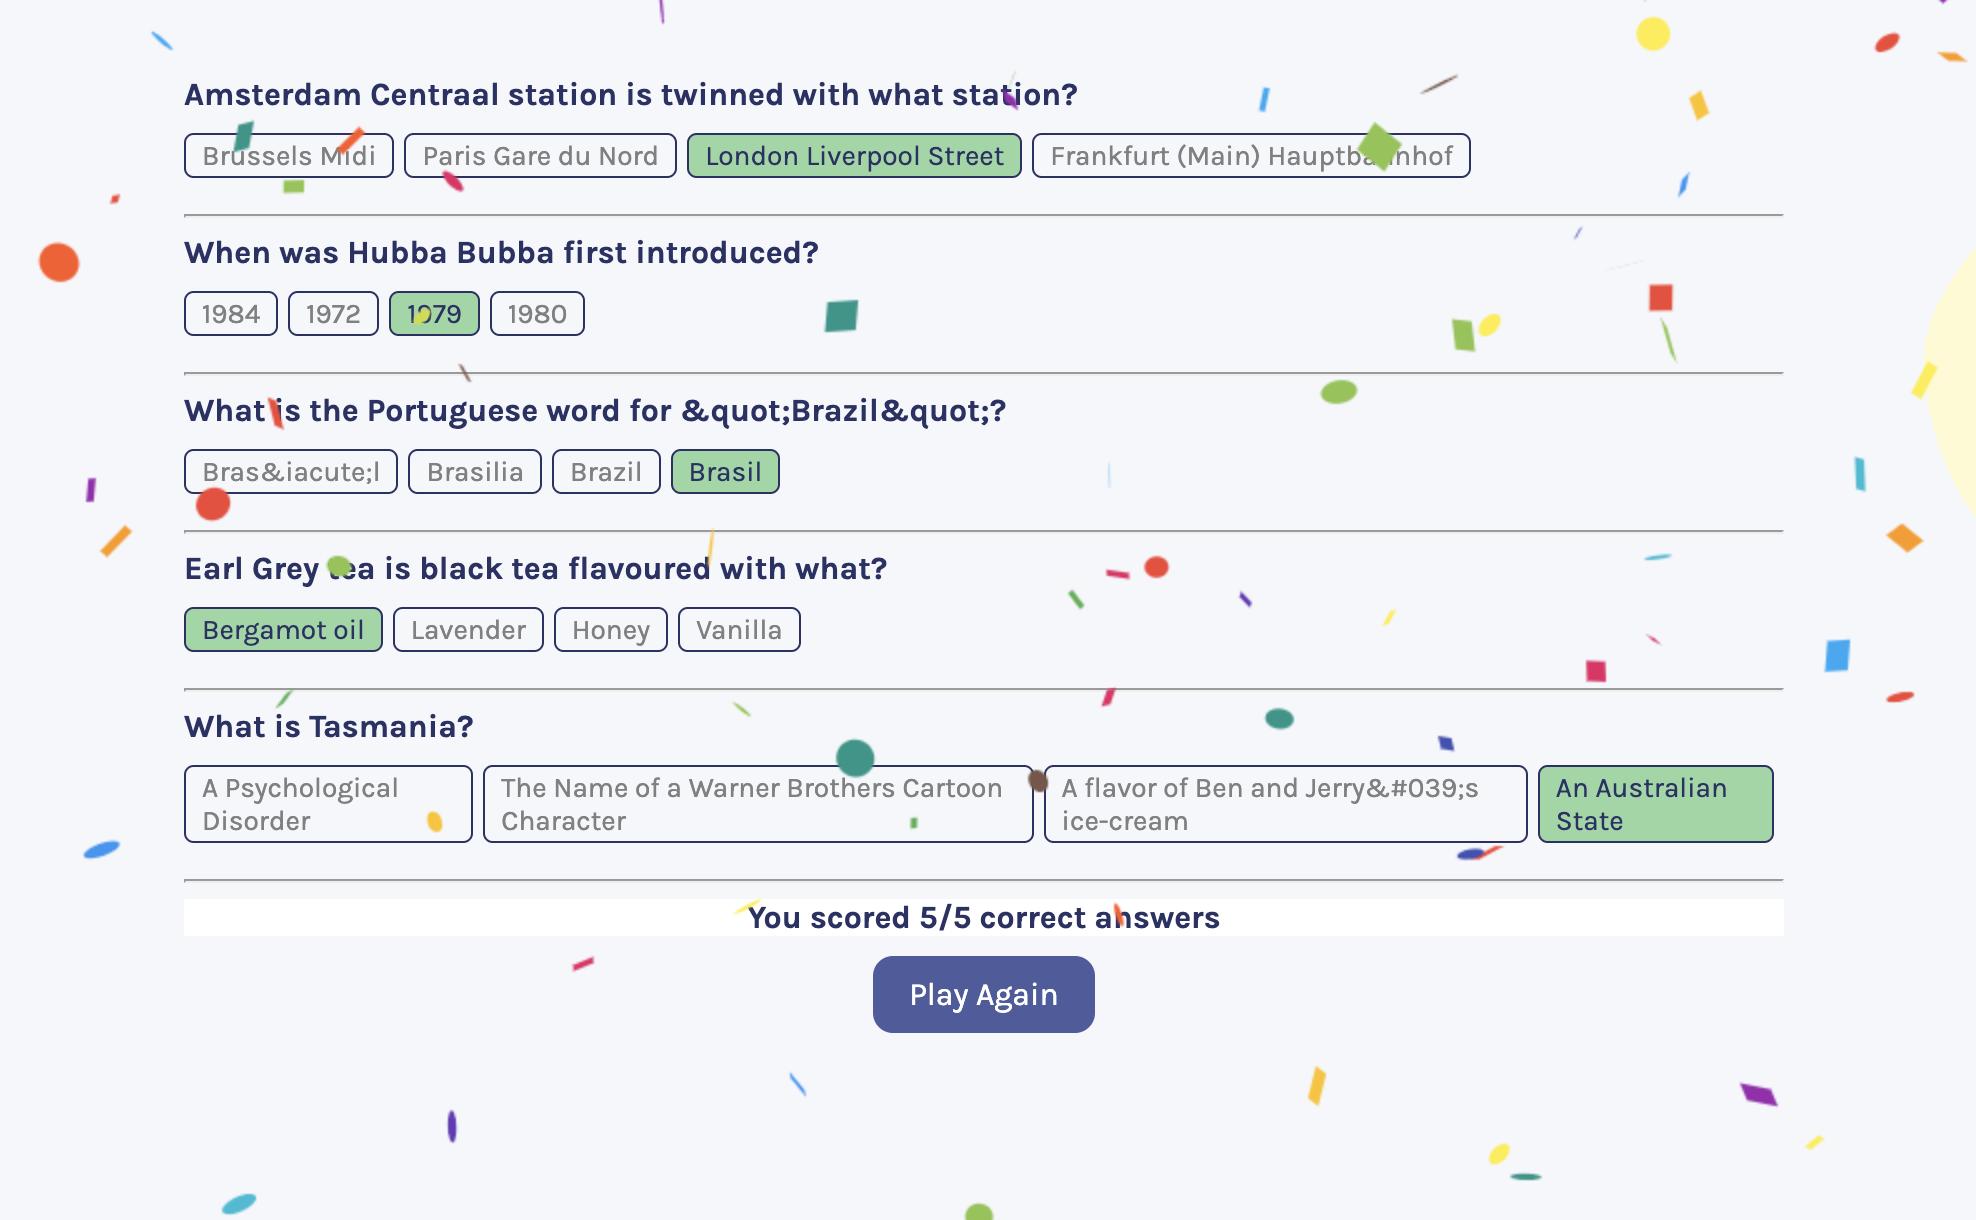 Amsterdam Centraal station is twinned with what station?
Brussels Midi
Paris Gare du Nord
London Liverpool Street
Frankfurt (Main) Hauptbahnhof
When was Hubba Bubba first introduced?
1984
1972
1979
1980
What is the Portuguese word for &quot;Brazil&quot;?
Bras&iacute;l
Brasilia
Brazil
Brasil
Earl Grey tea is black tea flavoured with what?
Bergamot oil
Lavender
Honey
Vanilla
What is Tasmania?
A Psychological
Disorder
The Name of a Warner Brothers Cartoon
Character
A flavor of Ben and Jerry&#039;s
ice-cream
An Australian
State
You scored 5/5 correct answers
Play Again